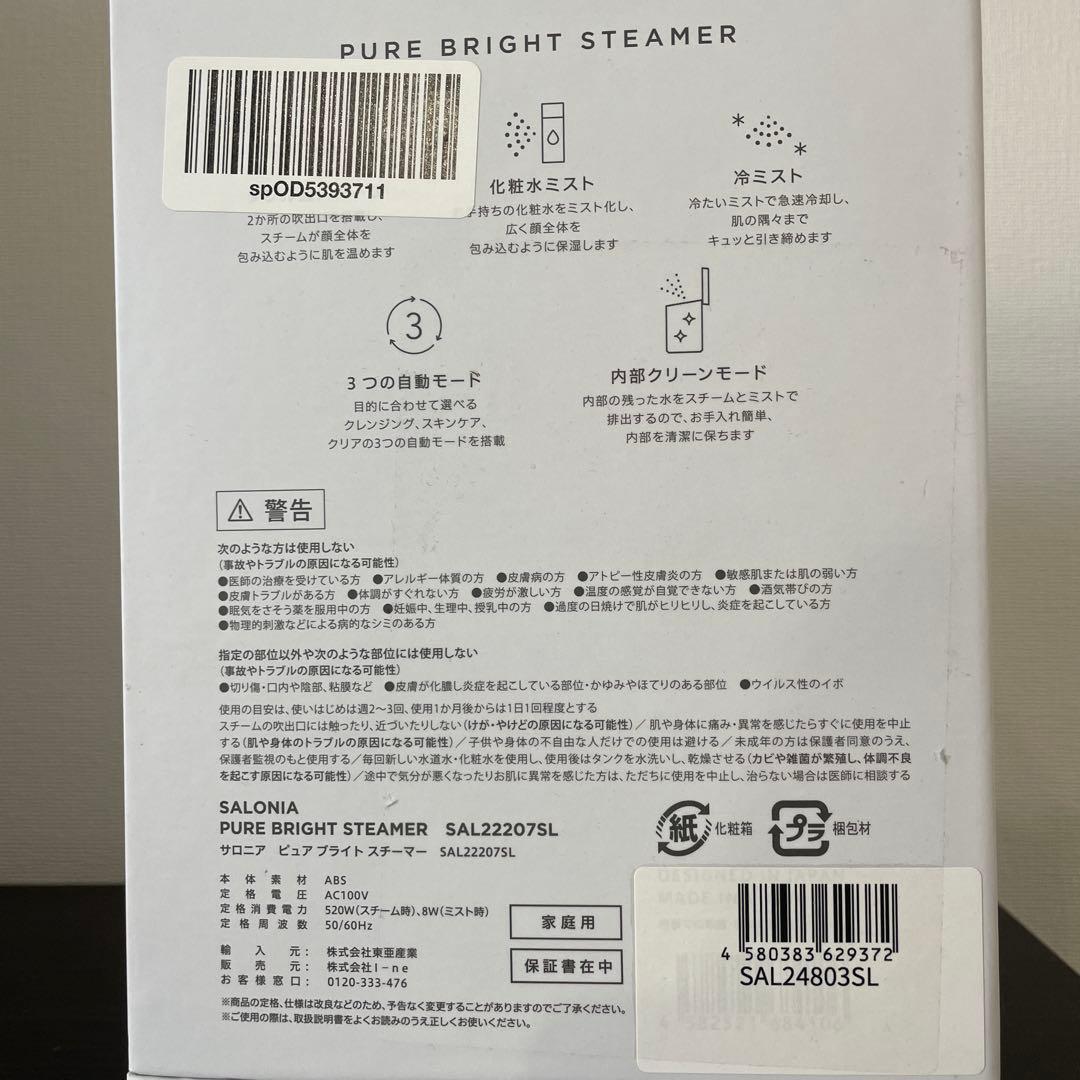 PURE BRIGHT STEAMER
spOD5393711
2か所の吹出口を搭載し、
スチームが顔全体を
包み込むように肌を温めます
化粧水ミスト
手持ちの化粧水をミスト化し、
広く顔全体を
包み込むように保湿します
冷ミスト
冷たいミストで急速冷却し、
肌の隅々まで
キュッと引き締めます
3
3つの自動モード
目的に合わせて選べる
クレンジング、スキンケア、
クリアの3つの自動モードを搭載
内部クリーンモード
内部の残った水をスチームとミストで
排出するので、お手入れ簡単、
内部を清潔に保ちます
警告
次のような方は使用しない
(事故やトラブルの原因になる可能性)
●医師の治療を受けている方 ●アレルギー体質の方 ●皮膚病の方 ●アトピー性皮膚炎の方 ●敏感肌または肌の弱い方
●皮膚トラブルがある方 ●体調がすぐれない方 ●疲労が激しい方 ●温度の感覚が自覚できない方 ●酒気帯びの方
●眠気をさそう薬を服用中の方 ●妊娠中、生理中、授乳中の方 ●過度の日焼けで肌がヒリヒリし、炎症を起こしている方
●物理的刺激などによる病的なシミのある方
指定の部位以外や次のような部位には使用しない
(事故やトラブルの原因になる可能性)
●切り傷・口内や陰部、粘膜など ●皮膚が化膿し炎症を起こしている部位・かゆみやほてりのある部位 ●ウイルス性のイボ
使用の目安は、使いはじめは週2〜3回、使用1か月後からは1日1回程度とする
スチームの吹出口には触ったり、近づいたりしない(けが・やけどの原因になる可能性)/肌や身体に痛み・異常を感じたらすぐに使用を中止
する(肌や身体のトラブルの原因になる可能性)/子供や身体の不自由な人だけでの使用は避ける/未成年の方は保護者同意のうえ、
保護者監視のもと使用する/毎回新しい水道水・化粧水を使用し、使用後はタンクを水洗いし、乾燥させる(カビや雑菌が繁殖し、体調不良
を起こす原因になる可能性)/途中で気分が悪くなったりお肌に異常を感じた方は、ただちに使用を中止し、治らない場合は医師に相談する
SALONIA
PURE BRIGHT STEAMER SAL22207SL
サロニア ピュア ブライト スチーマー SAL22207SL
紙 化粧箱 プラ 梱包材
本体素材 ABS
定格電圧 AC100V
定格消費電力 520W(スチーム時)、8W(ミスト時)
定格周波数 50/60Hz
輸入元: 株式会社東亜産業
販売元: 株式会社I-ne
お客様窓口: 0120-333-476
家庭用
保証書在中
※商品の定格、仕様は改良などのため、予告なく変更することがありますのでご了承ください。
※ご使用の際は、取扱説明書をよくお読みのうえ正しくお使いください。
DESIGNED IN JAPAN
4 580383 629372
SAL24803SL